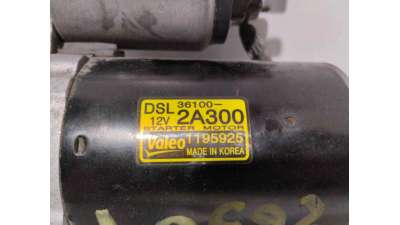 DSL 36100-
12V 2A300
STARTER MOTOR
Valeo 1195925
MADE IN KOREA